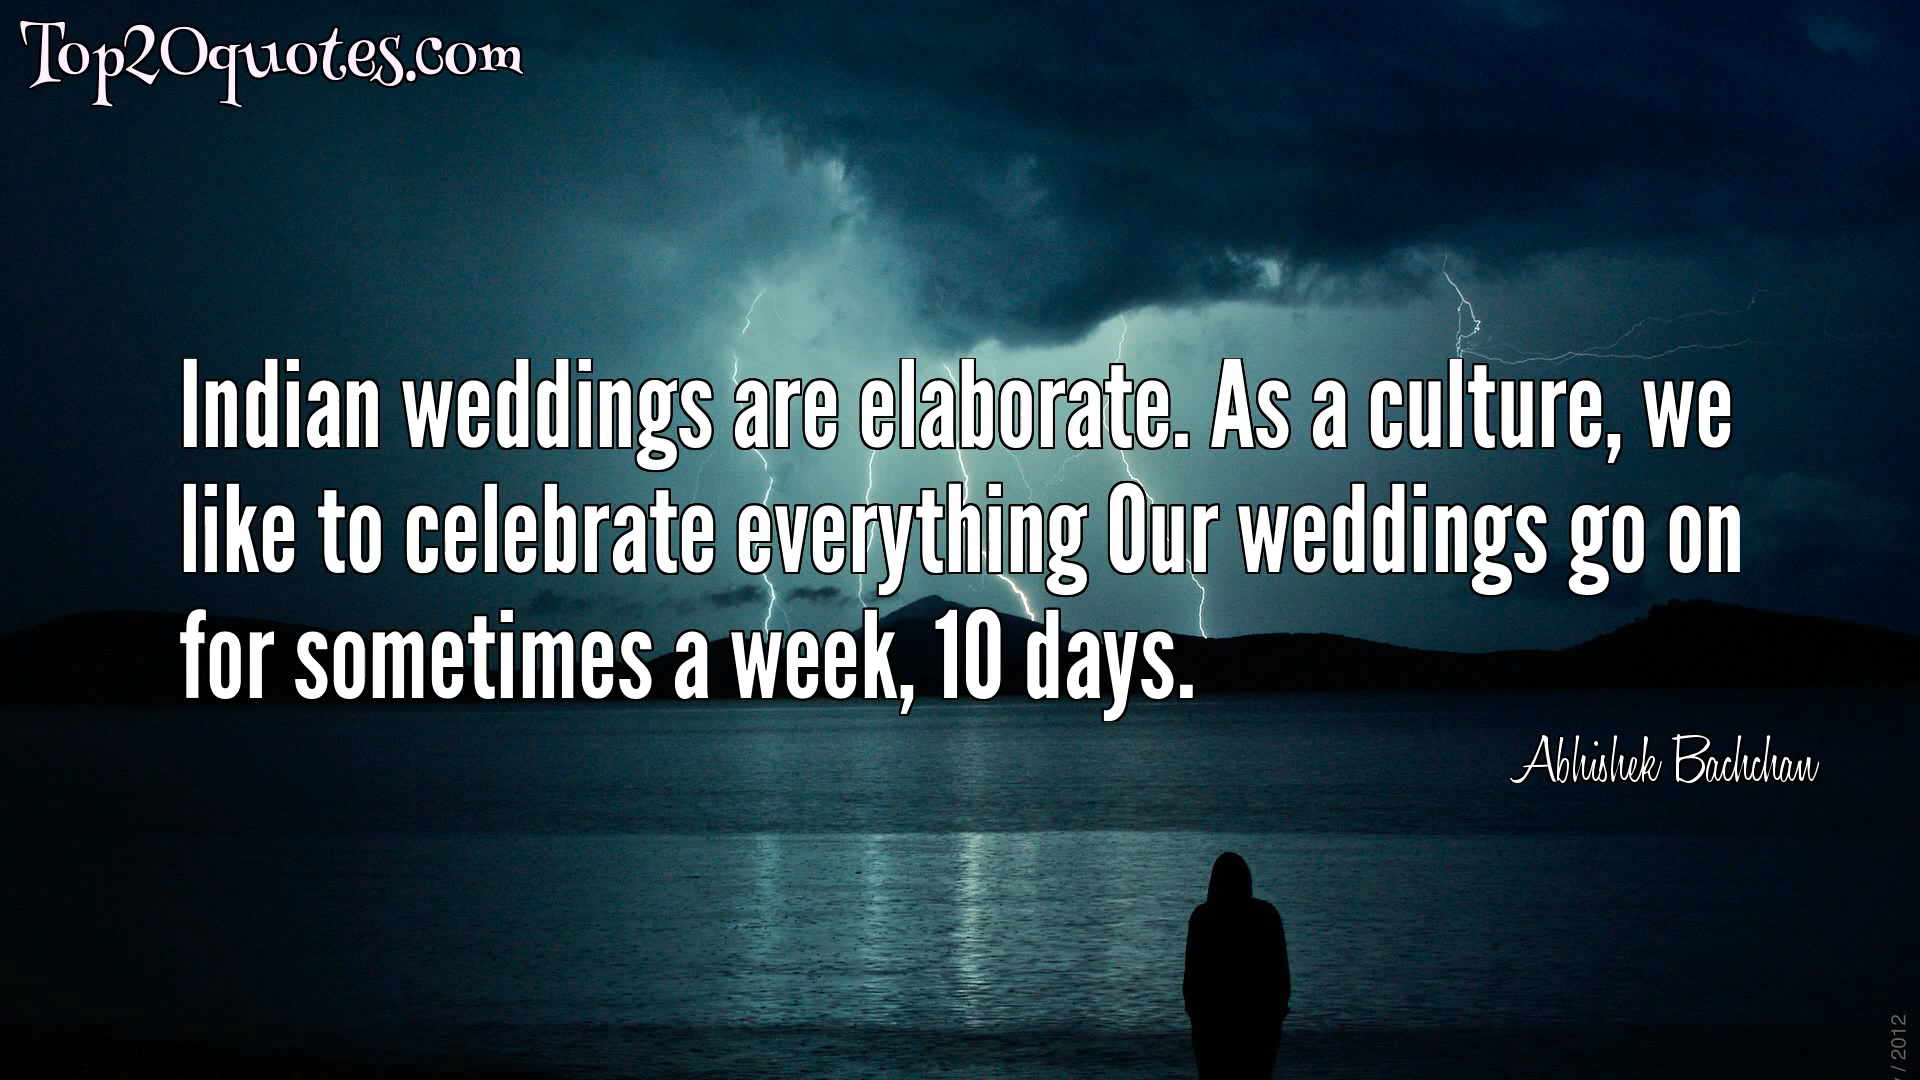 Top20quotes.com
Indian weddings are elaborate. As a culture, we
like to celebrate everything Our weddings go on
for sometimes a week, 10 days.
Abhishek Bachchan
/ 2012